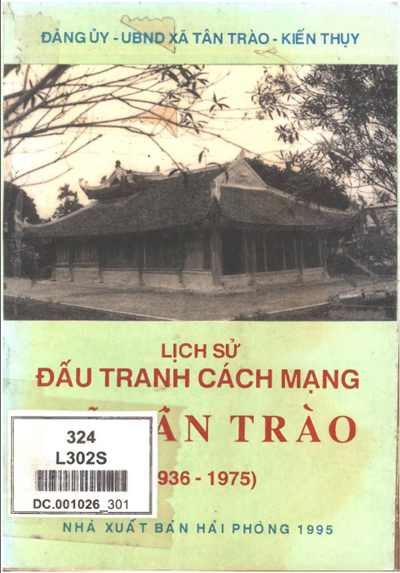 ĐẢNG ỦY - UBND XÃ TÂN TRÀO - KIẾN THỤY
LỊCH SỬ
ĐẤU TRANH CÁCH MẠNG
TRÀO
936 - 1975)
324
L302S
DC.001026_301
NHÀ XUẤT BẢN HẢI PHÒNG 1995